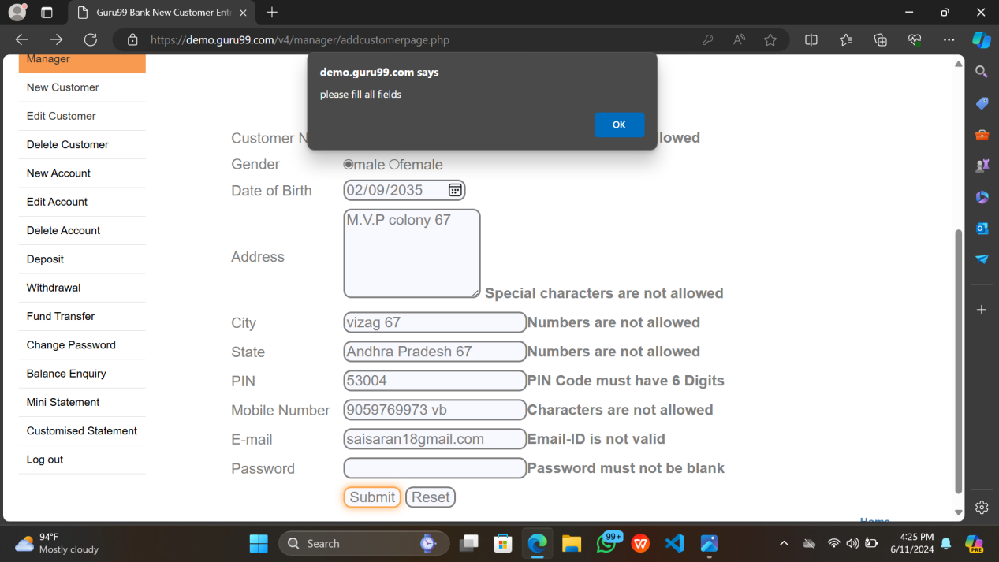 Guru99 Bank New Customer Entr
https://demo.guru99.com/v4/manager/addcustomerpage.php
demo.guru99.com says
please fill all fields
OK
Manager
New Customer
Edit Customer
Delete Customer
New Account
Edit Account
Delete Account
Deposit
Withdrawal
Fund Transfer
Change Password
Balance Enquiry
Mini Statement
Customised Statement
Log out
Customer N
llowed
Gender male female
Date of Birth 02/09/2035
Address M.V.P colony 67
Special characters are not allowed
City vizag 67 Numbers are not allowed
State Andhra Pradesh 67 Numbers are not allowed
PIN 53004 PIN Code must have 6 Digits
Mobile Number 9059769973 vb Characters are not allowed
E-mail saisaran18gmail.com Email-ID is not valid
Password Password must not be blank
Submit Reset
Home
94°F
Mostly cloudy
Search
99+
4:25 PM
6/11/2024
PRE